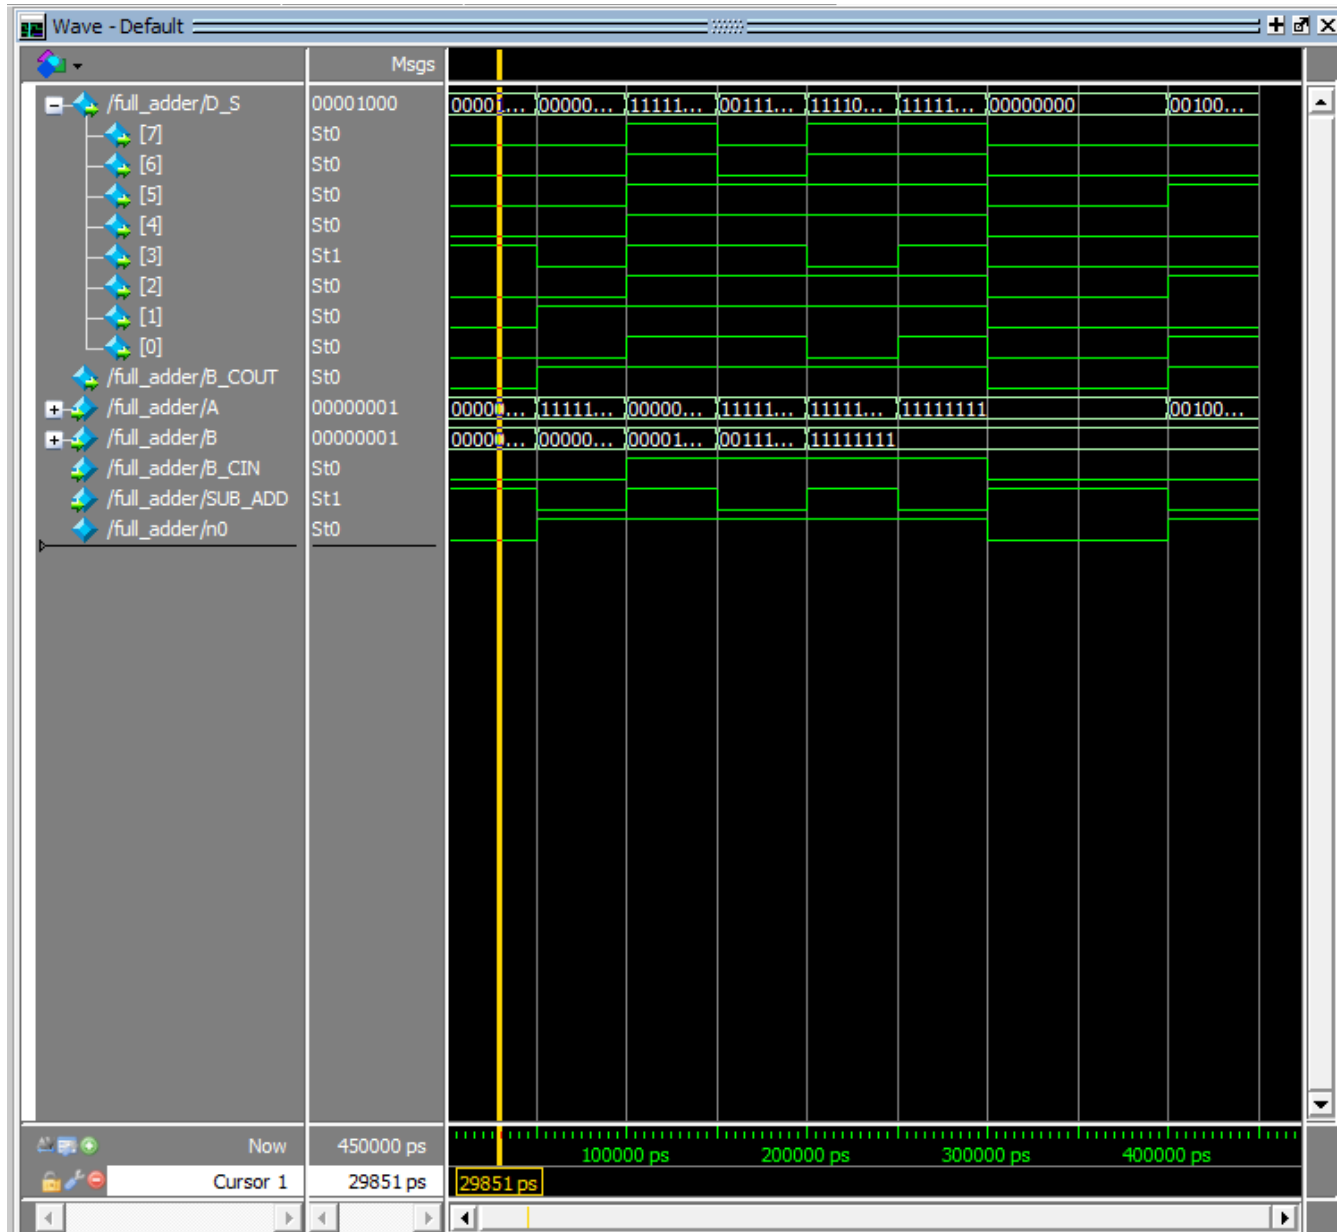 Wave - Default
Msgs
/full_adder/D_S 00001000 00001... 00000... 11111... 00111... 11110... 11111... 00000000 00100...
[7] St0
[6] St0
[5] St0
[4] St0
[3] St1
[2] St0
[1] St0
[0] St0
/full_adder/B_COUT St0
/full_adder/A 00000001 00000... 11111... 00000... 11111... 11111... 11111111 00100...
/full_adder/B 00000001 00000... 00000... 00001... 00111... 11111111
/full_adder/B_CIN St0
/full_adder/SUB_ADD St1
/full_adder/n0 St0
Now 450000 ps 100000 ps 200000 ps 300000 ps 400000 ps
Cursor 1 29851 ps 29851 ps